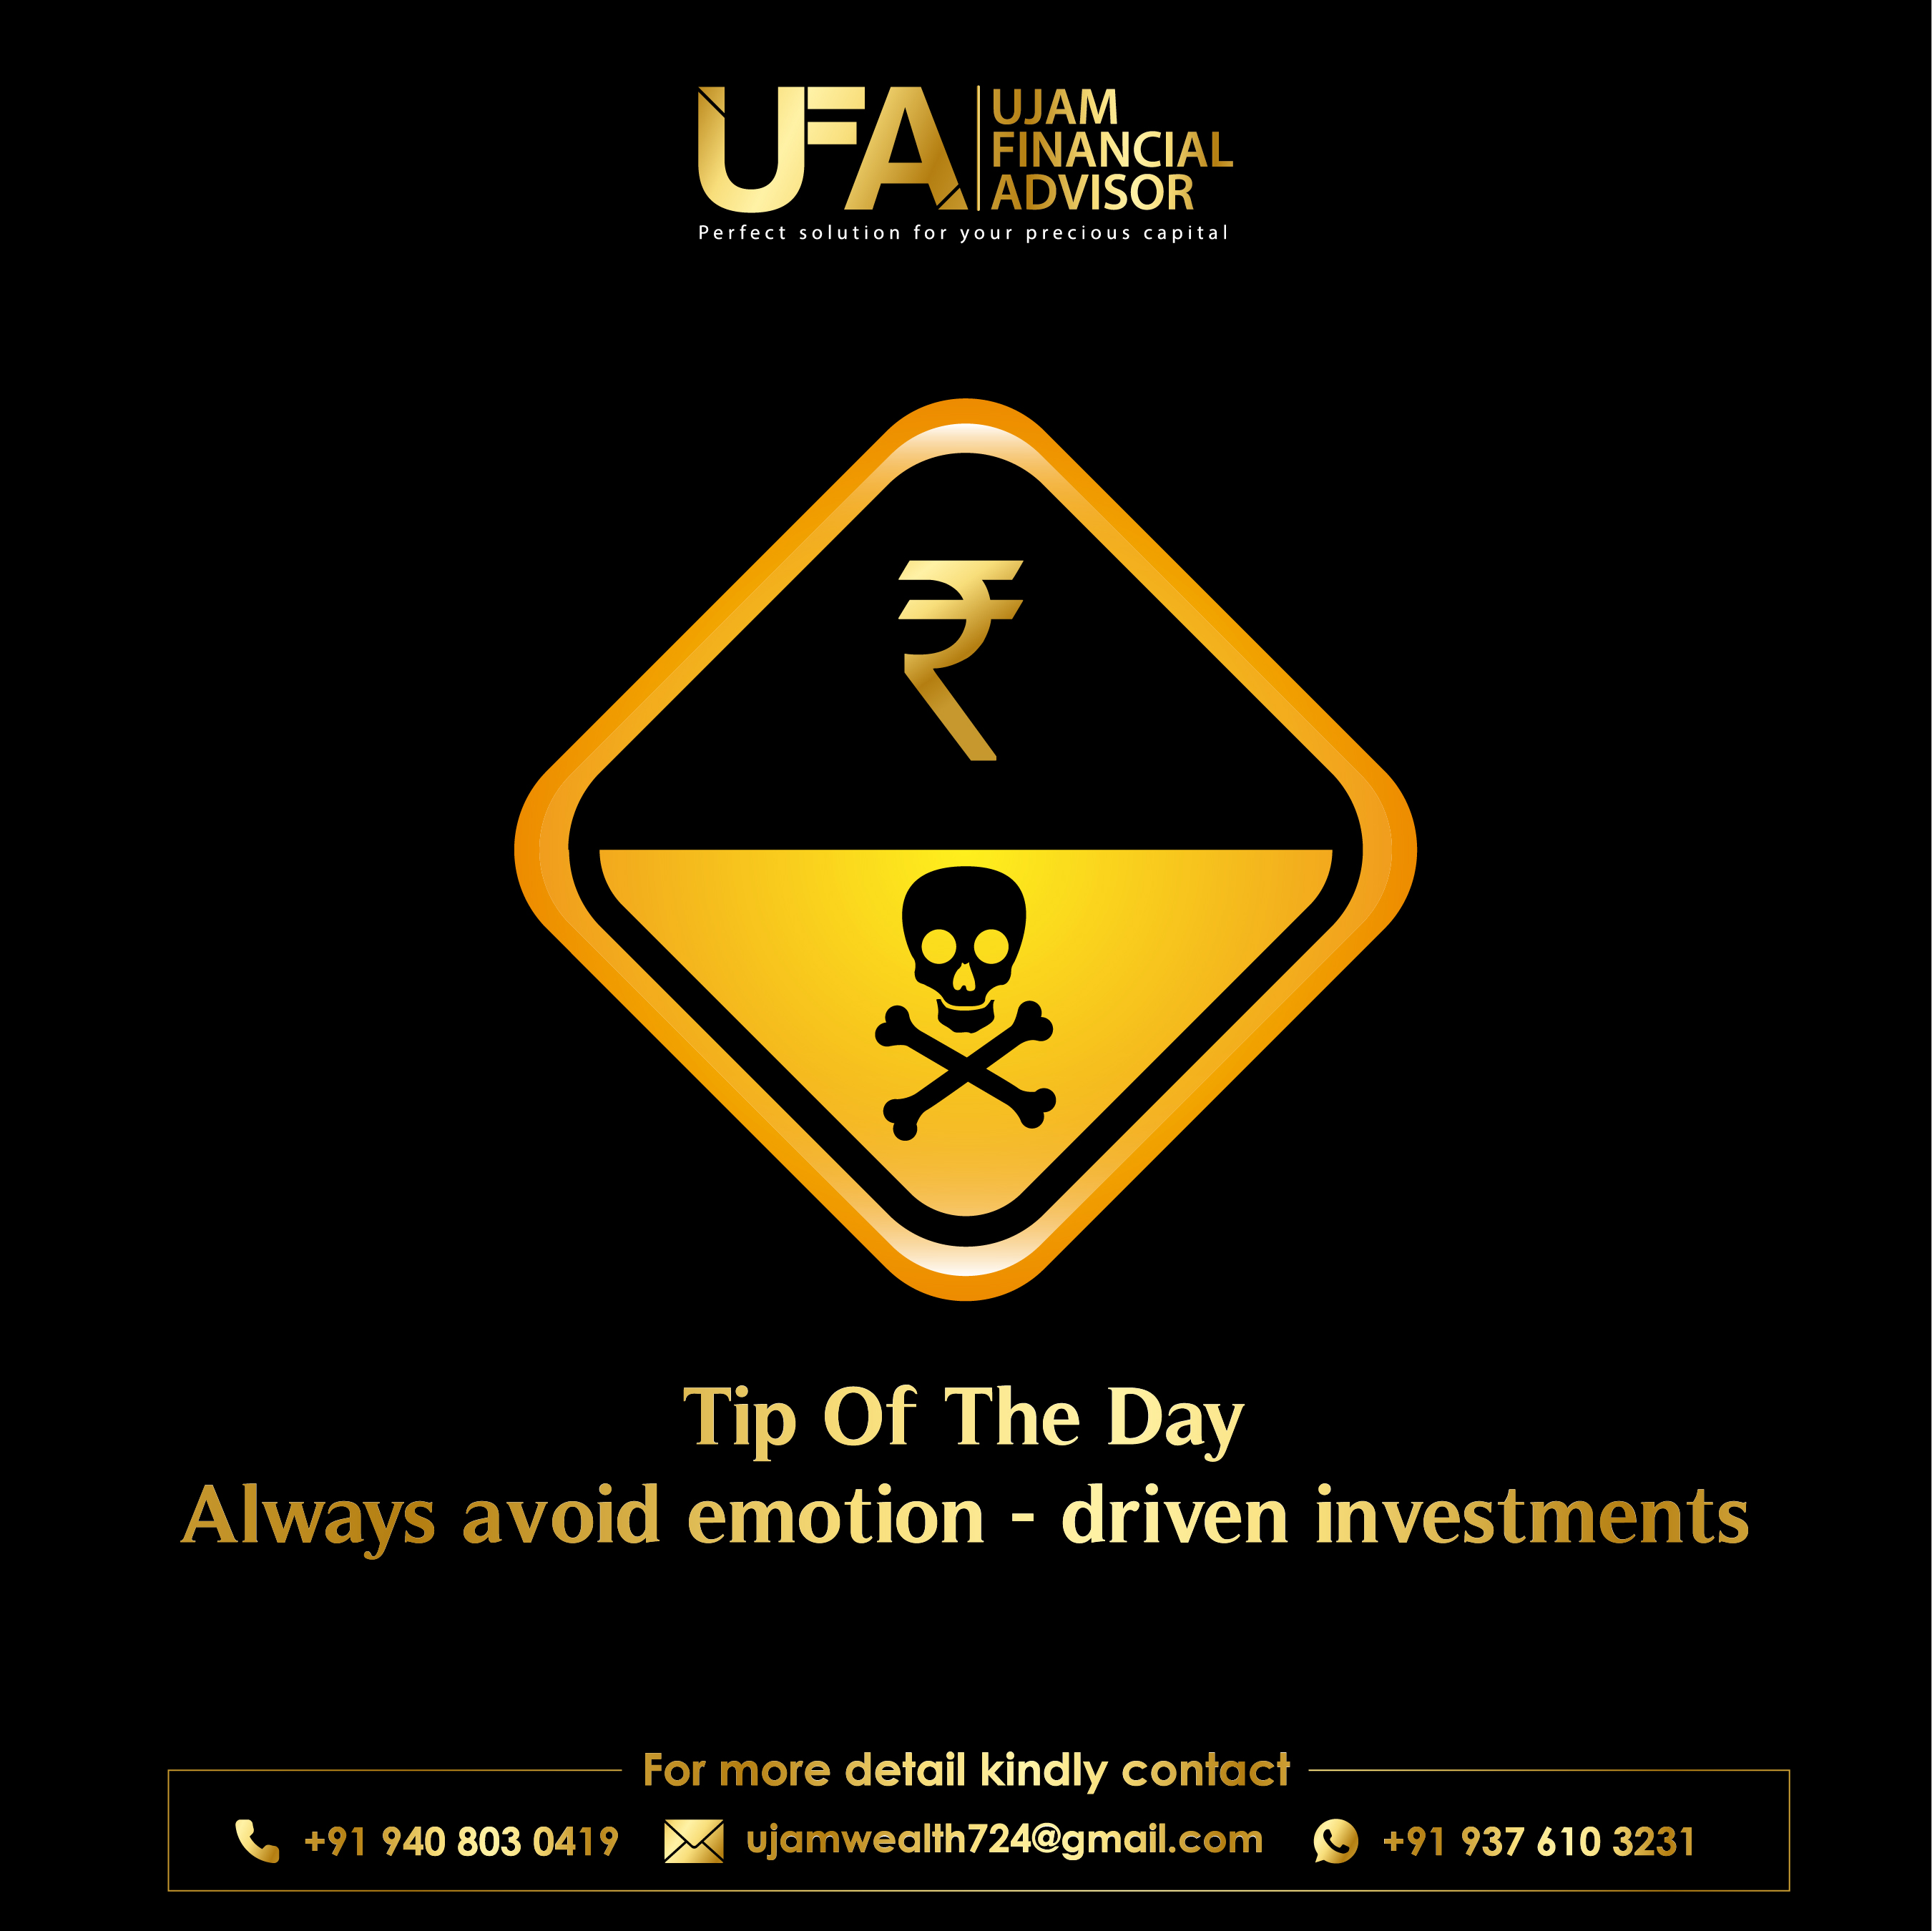 UFA
UJAM
FINANCIAL
ADVISOR
Perfect solution for your precious capital
₹
Tip Of The Day
Always avoid emotion - driven investments
For more detail kindly contact
+91 940 803 0419 ujamwealth724@gmail.com +91 937 610 3231